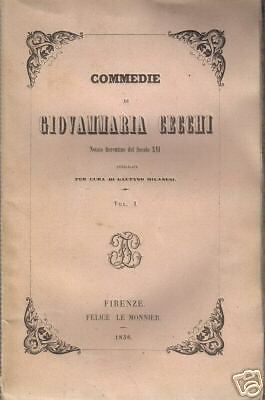 COMMEDIE
DI
GIOVAMMARIA CECCHI
Notaio fiorentino del Secolo XVI
PUBBLICATE
PER CURA DI GAETANO MILANESI.
VOL. I.
FIRENZE.
FELICE LE MONNIER.
1856.